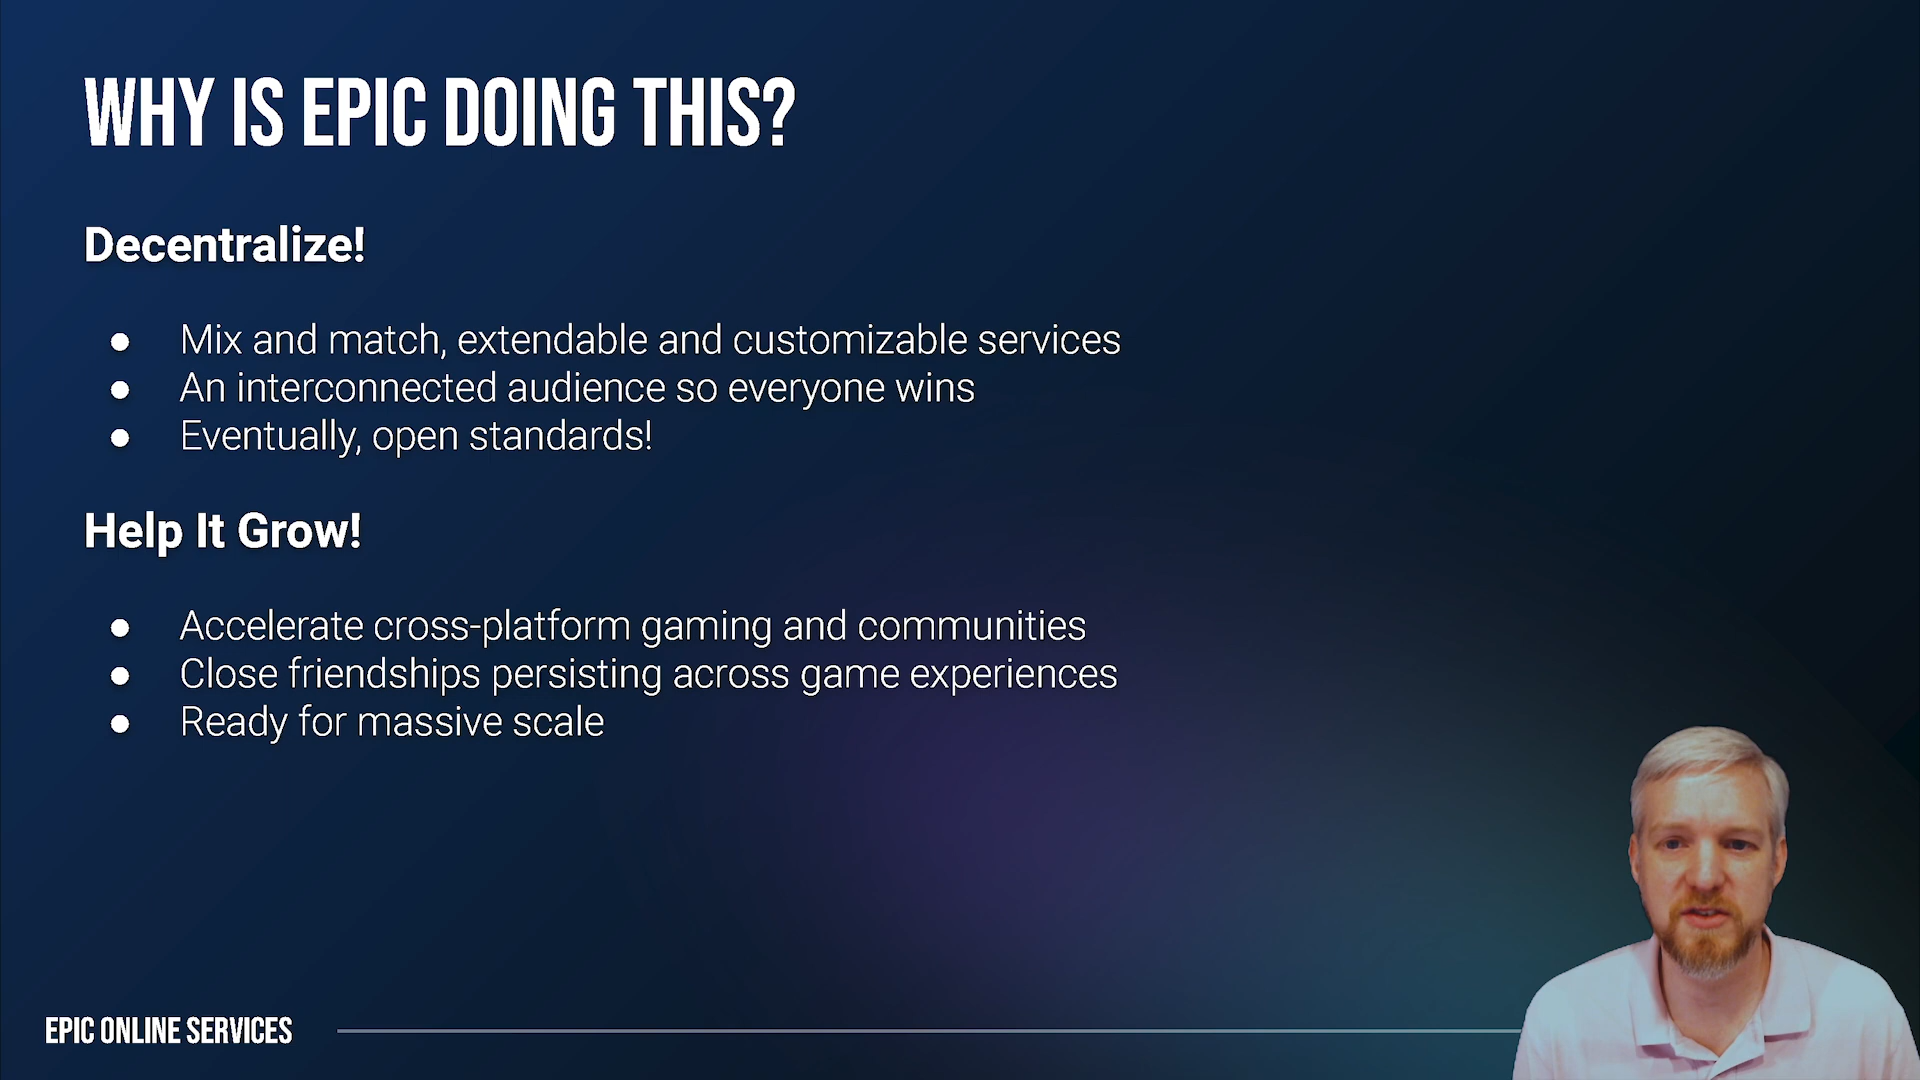 WHY IS EPIC DOING THIS?
Decentralize!
● Mix and match, extendable and customizable services
● An interconnected audience so everyone wins
● Eventually, open standards!
Help It Grow!
● Accelerate cross-platform gaming and communities
● Close friendships persisting across game experiences
● Ready for massive scale
EPIC ONLINE SERVICES